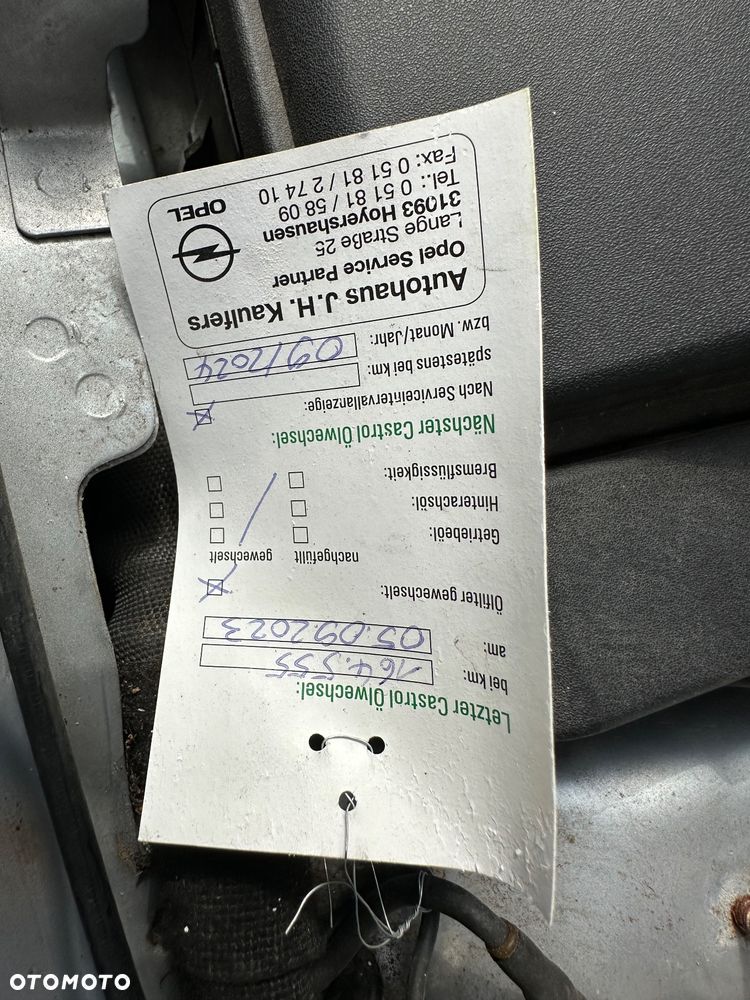 Letzter Castrol Ölwechsel:
bei km: 164.555
am: 05.09.2023
Ölfilter gewechselt:
nachgefüllt gewechselt
Getriebeöl:
Hinterachsöl:
Bremsflüssigkeit:
Nächster Castrol Ölwechsel:
Nach Serviceintervallanzeige:
spätestens bei km:
bzw. Monat/Jahr: 09/2024
Autohaus J.H. Kaulfers
Opel Service Partner
Lange Straße 25
31093 Hoyershausen
Tel.: 0 51 81 / 58 09
Fax: 0 51 81 / 2 74 10
OPEL
OTOMOTO